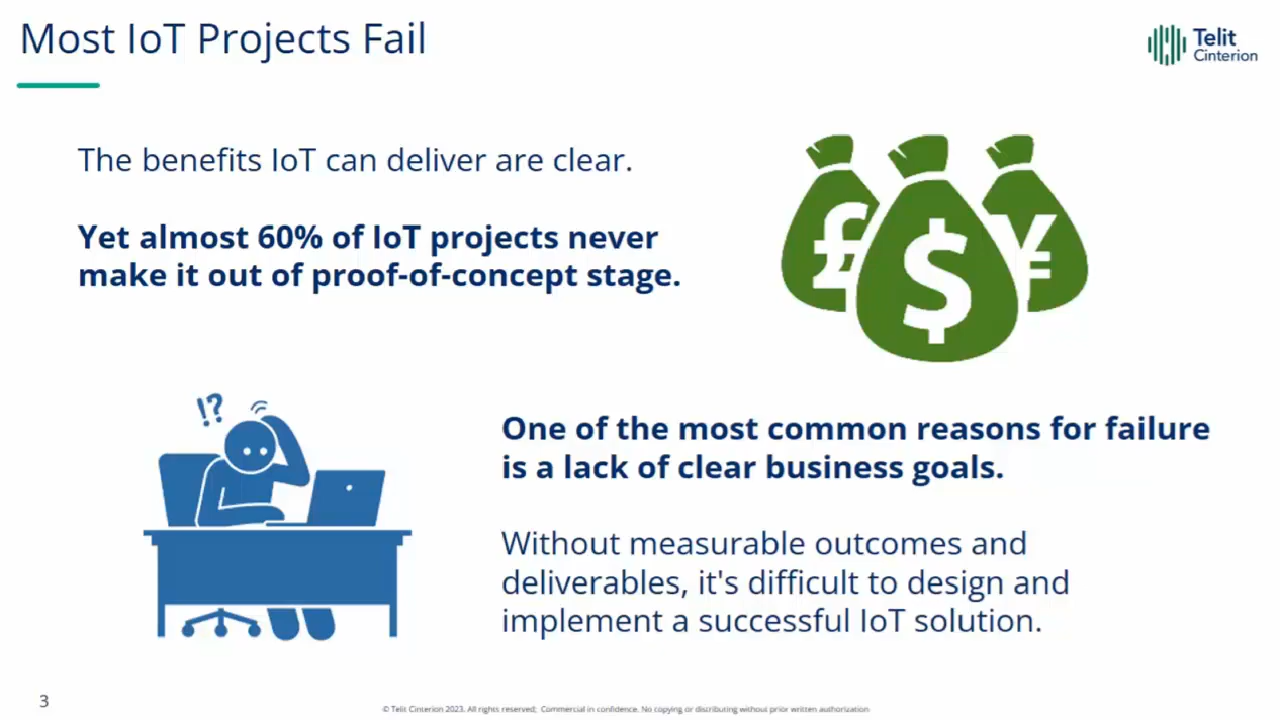 Most IoT Projects Fail
Telit
Cinterion
The benefits IoT can deliver are clear.
Yet almost 60% of IoT projects never
make it out of proof-of-concept stage.
£ $ ¥
!?
One of the most common reasons for failure
is a lack of clear business goals.
Without measurable outcomes and
deliverables, it's difficult to design and
implement a successful IoT solution.
3
© Telit Cinterion 2023. All rights reserved; Commercial in confidence. No copying or distributing without prior written authorization